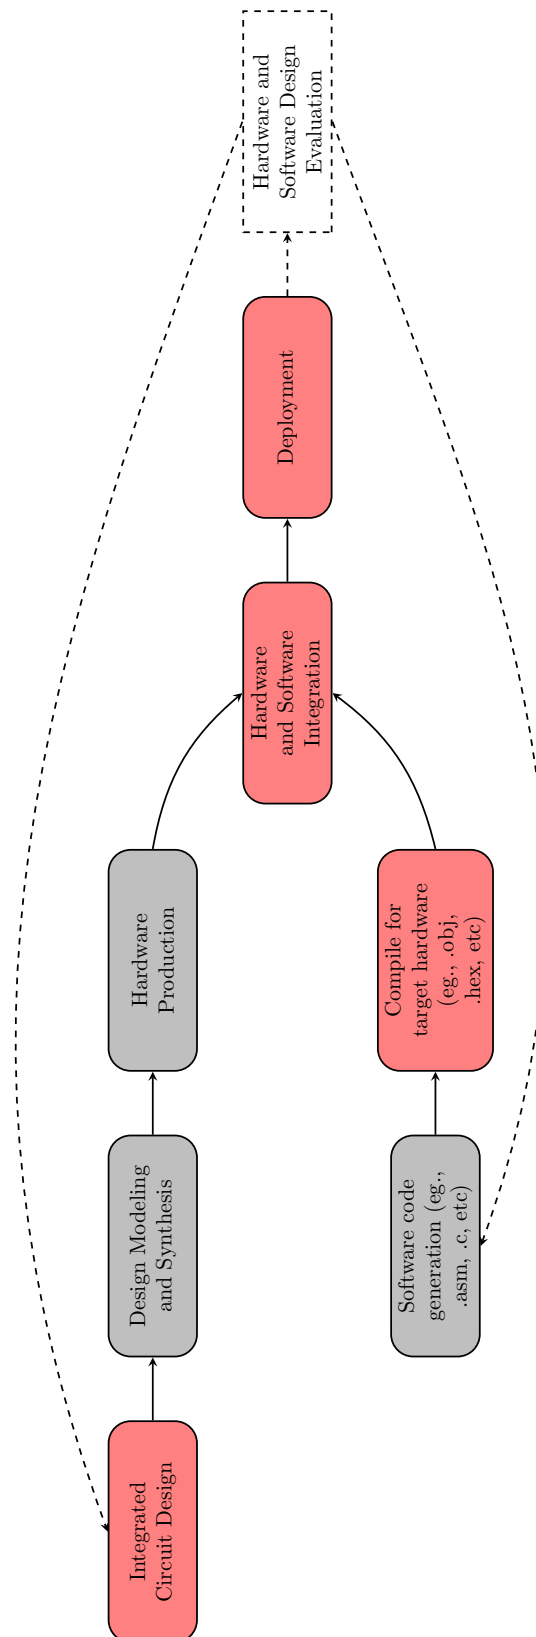 Integrated
Circuit Design
Design Modeling
and Synthesis
Hardware
Production
Software code
generation (eg.,
.asm, .c, etc)
Compile for
target hardware
(eg., .obj,
.hex, etc)
Hardware
and Software
Integration
Deployment
Hardware and
Software Design
Evaluation